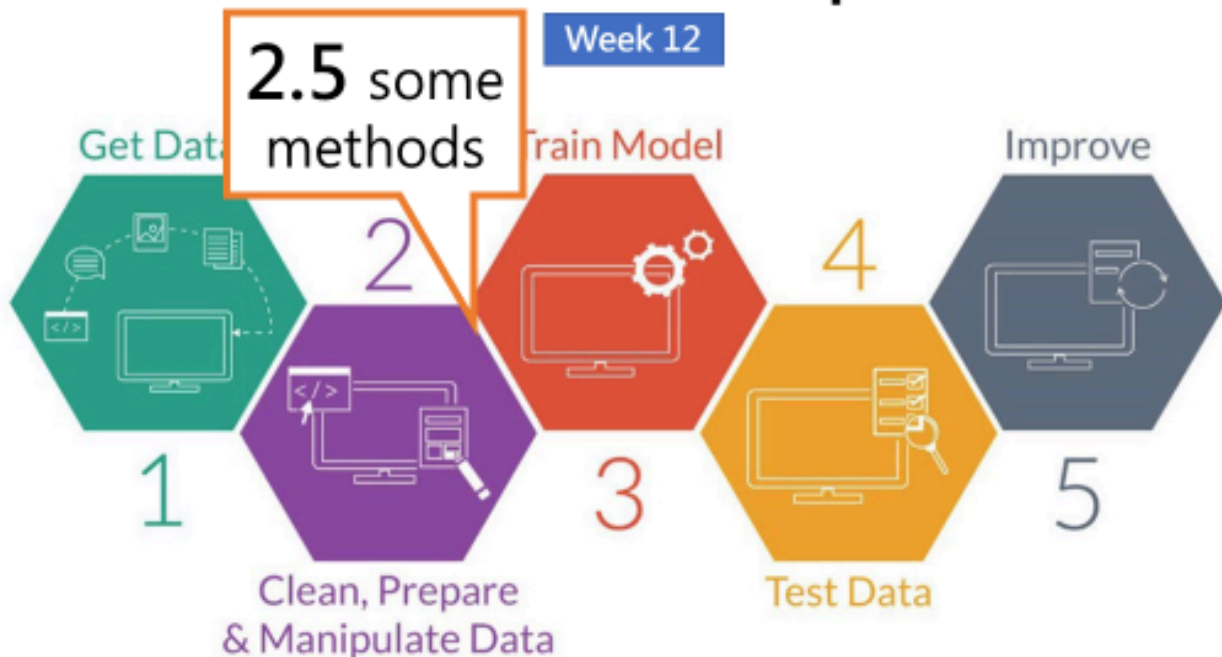 Week 12
2.5 some
methods
Get Data
Train Model
Improve
2
4
</>
</>
1
3
5
Clean, Prepare
& Manipulate Data
Test Data